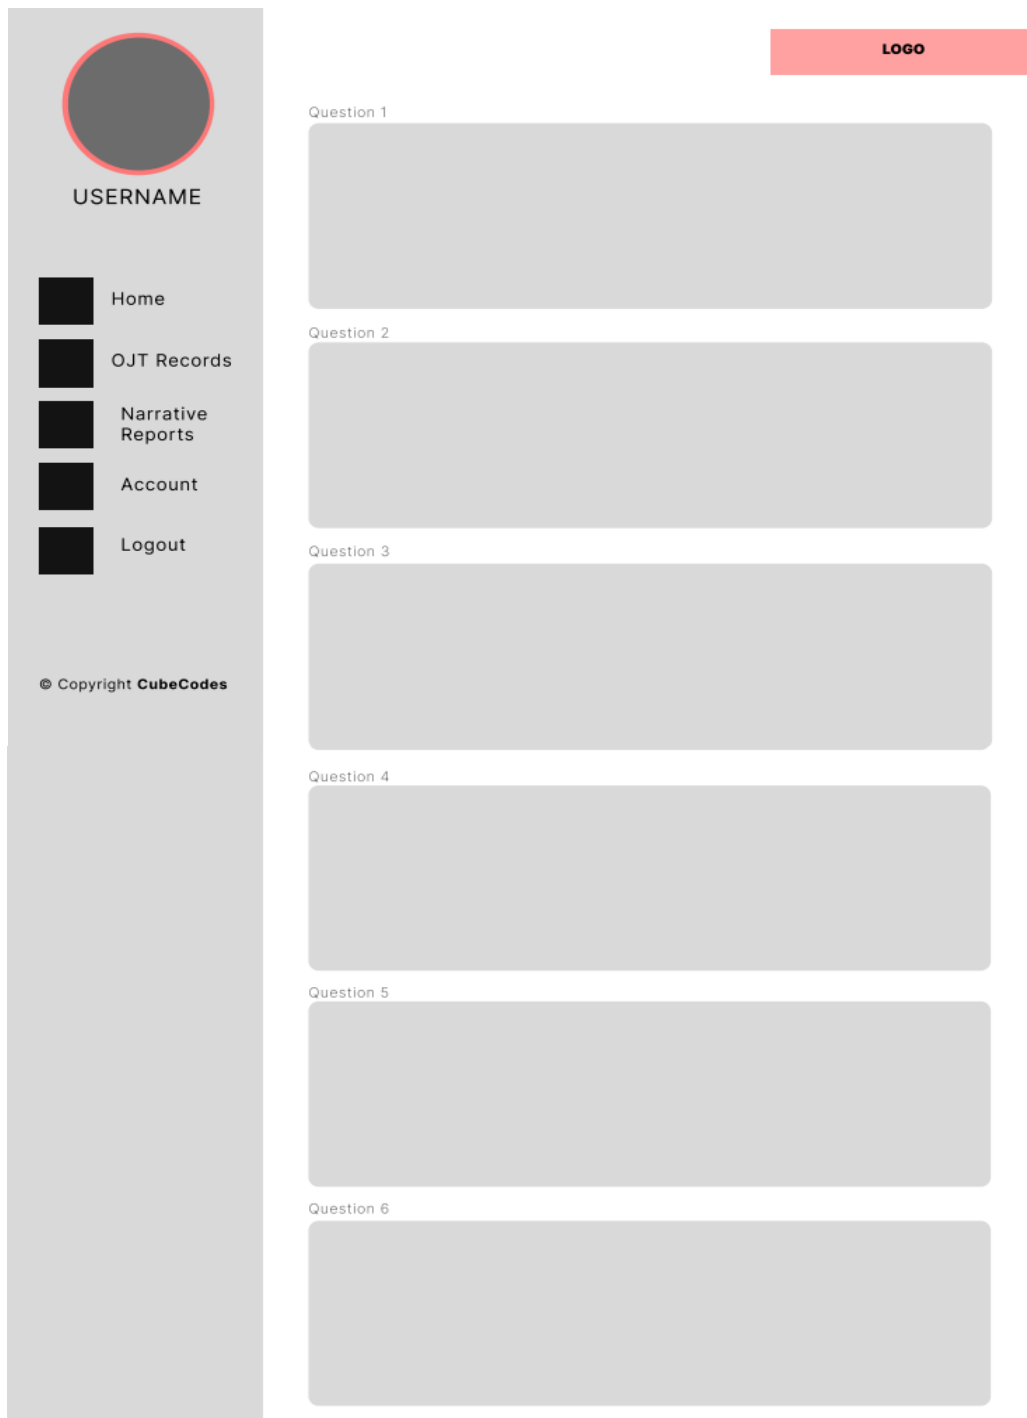 USERNAME
Home
OJT Records
Narrative
Reports
Account
Logout
© Copyright CubeCodes
LOGO
Question 1
Question 2
Question 3
Question 4
Question 5
Question 6